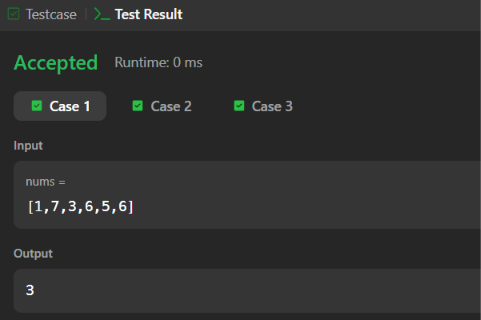 Testcase | Test Result
Accepted Runtime: 0 ms
Case 1 Case 2 Case 3
Input
nums =
[1,7,3,6,5,6]
Output
3